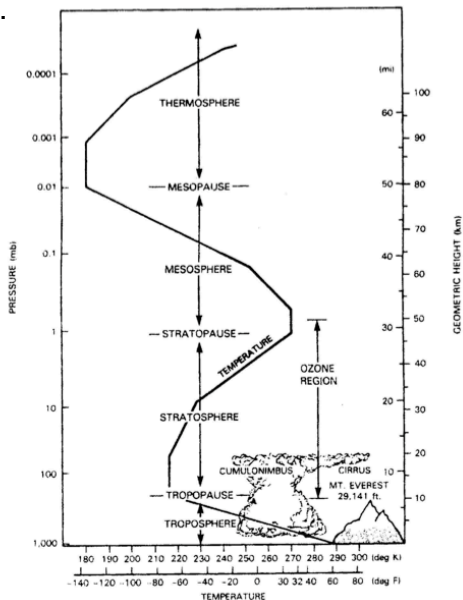 .
0.0001
(mi)
THERMOSPHERE
100
60
0.001
90
0.01
MESOPAUSE
50
80
70
0.1
40
MESOSPHERE
60
PRESSURE (mb)
GEOMETRIC HEIGHT (km)
50
1
STRATOPAUSE
30
TEMPERATURE
40
OZONE
REGION
10
20
30
STRATOSPHERE
20
CUMULONIMBUS
CIRRUS
10
100
MT. EVEREST
29,141 ft.
TROPOPAUSE
10
TROPOSPHERE
1,000
180 190 200 210 220 230 240 250 260 270 280 290 300 (deg K)
-140 -120 -100 -80 -60 -40 -20 0 30 32 40 60 80 (deg F)
TEMPERATURE